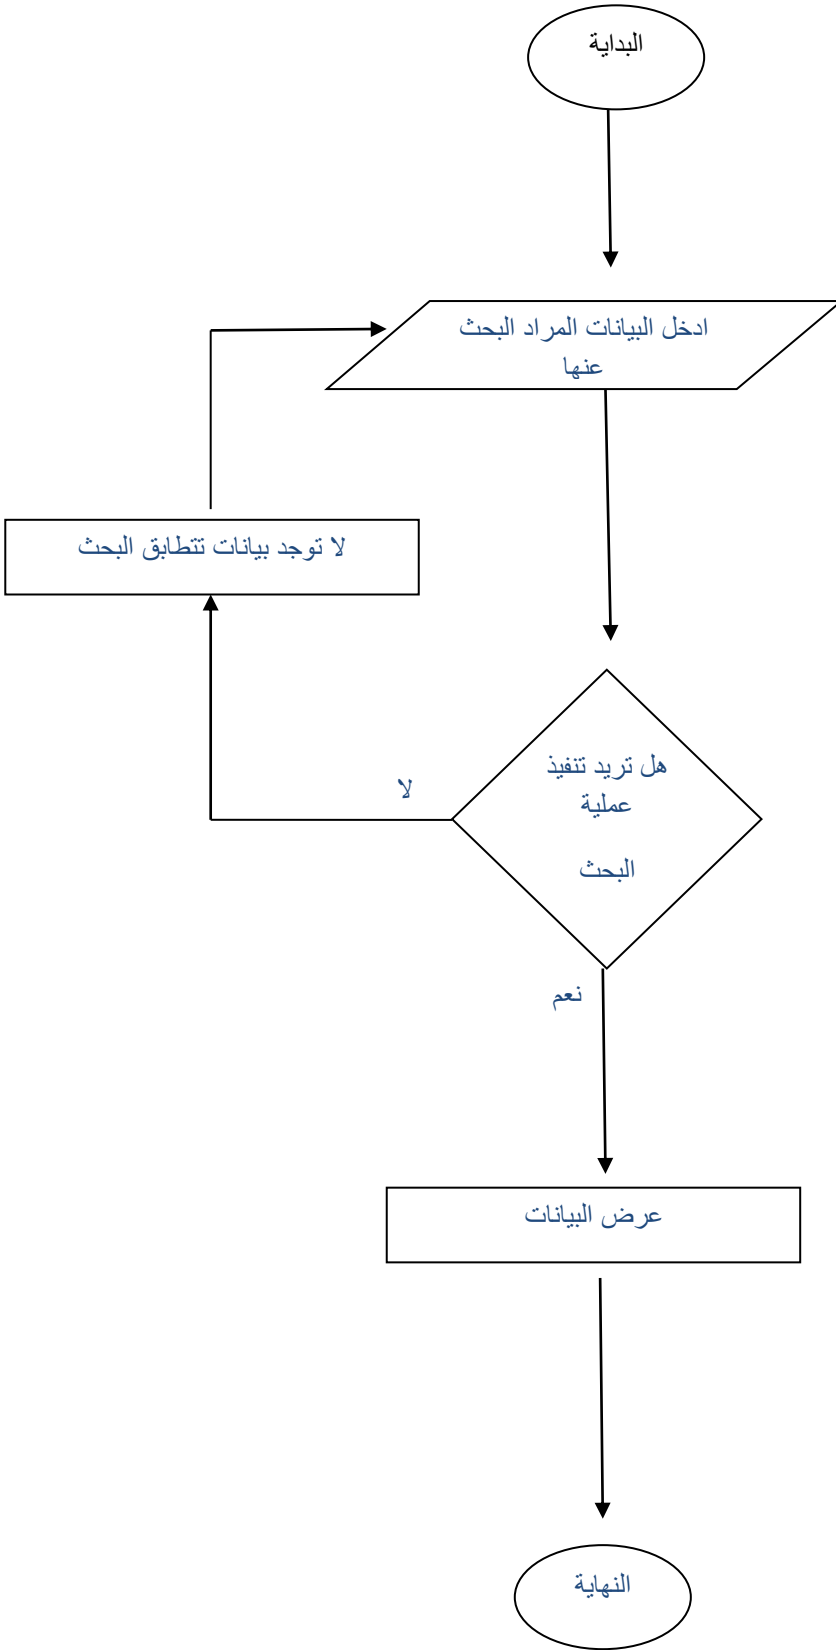 البداية
ادخل البيانات المراد البحث
عنها
لا توجد بيانات تتطابق البحث
هل تريد تنفيذ
عملية
البحث
لا
نعم
عرض البيانات
النهاية